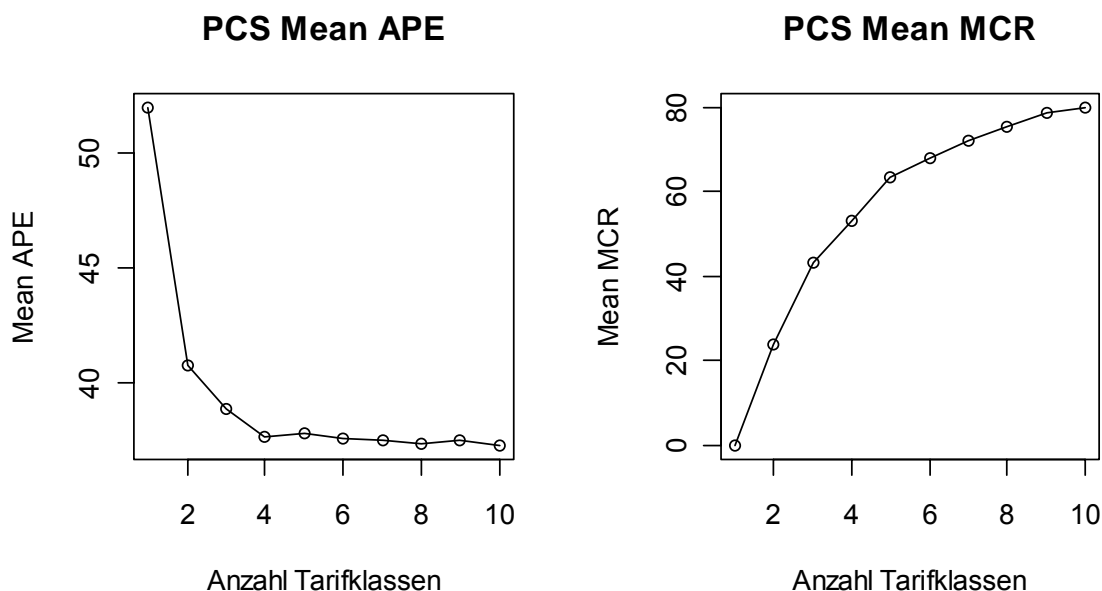 PCS Mean APE
Mean APE
50
45
40
2 4 6 8 10
Anzahl Tarifklassen
PCS Mean MCR
Mean MCR
80
60
40
20
0
2 4 6 8 10
Anzahl Tarifklassen